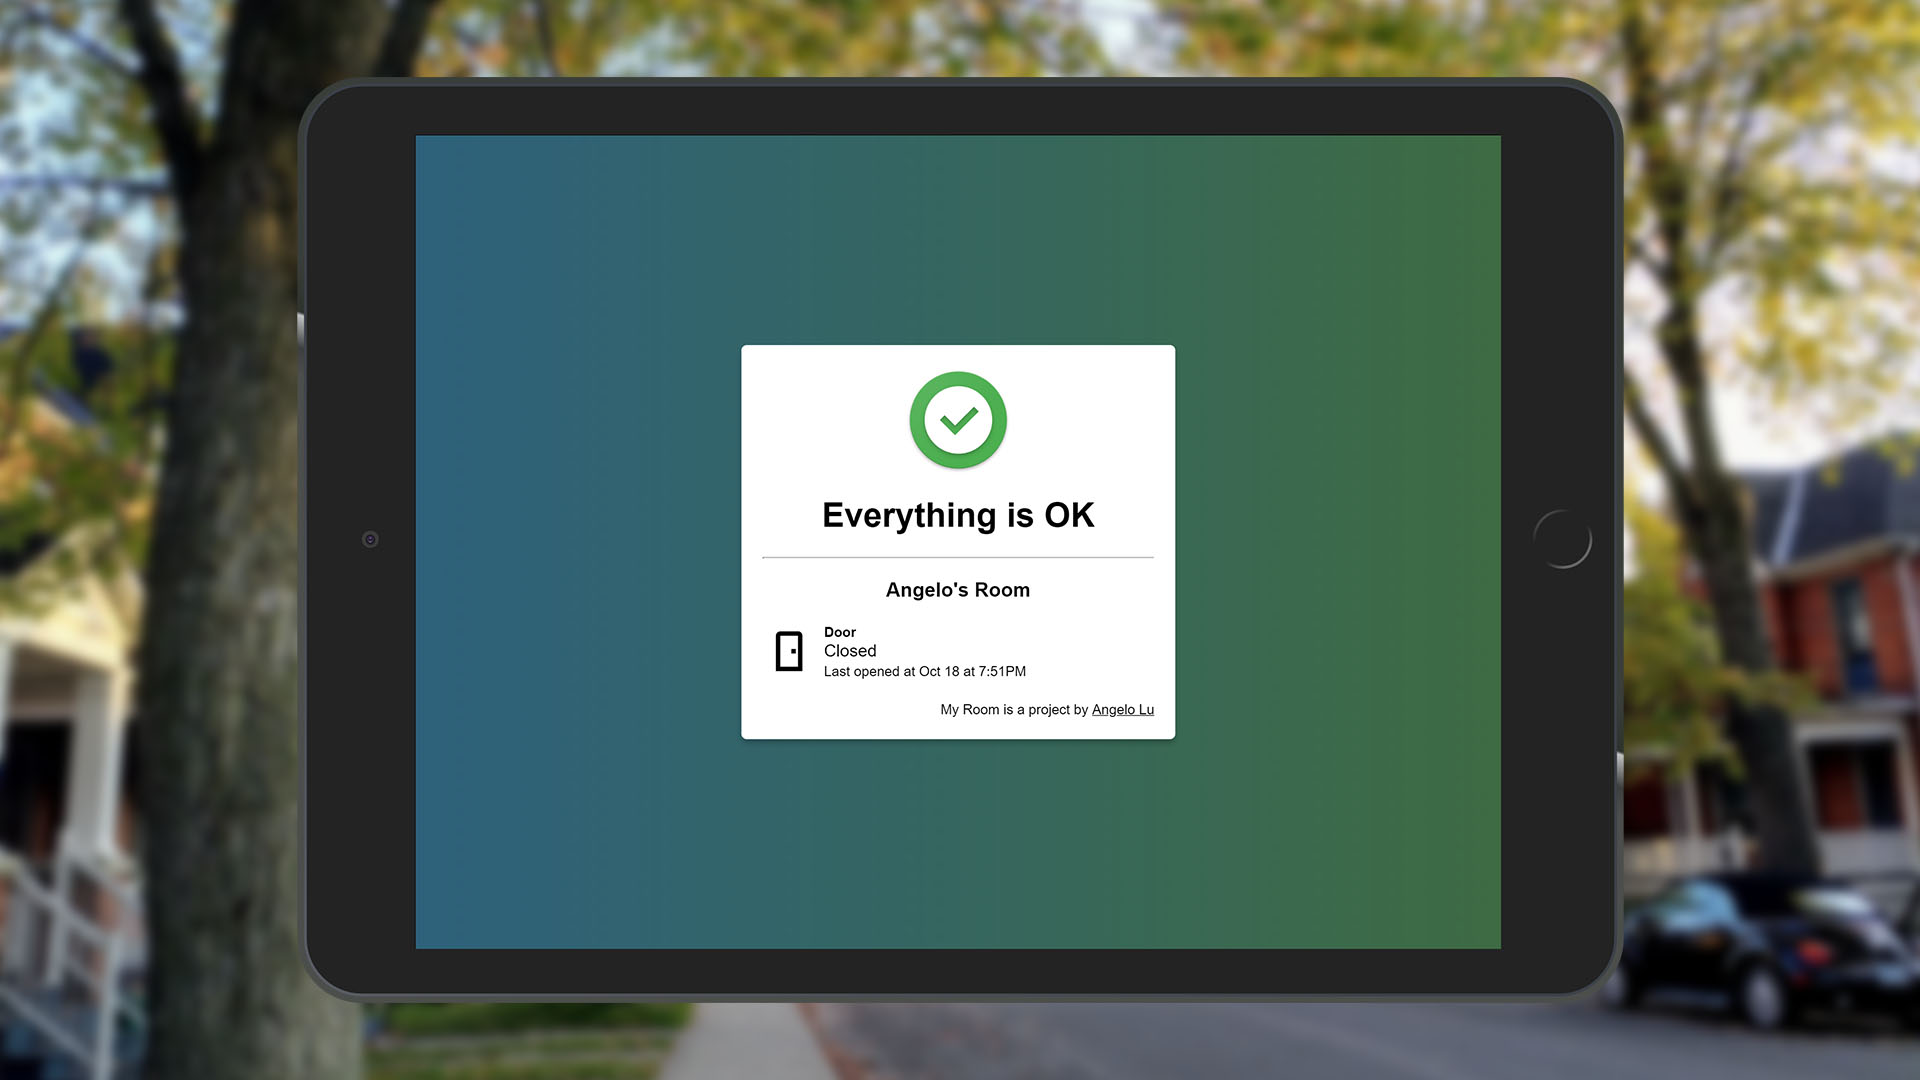 Everything is OK
Angelo's Room
Door
Closed
Last opened at Oct 18 at 7:51PM
My Room is a project by Angelo Lu